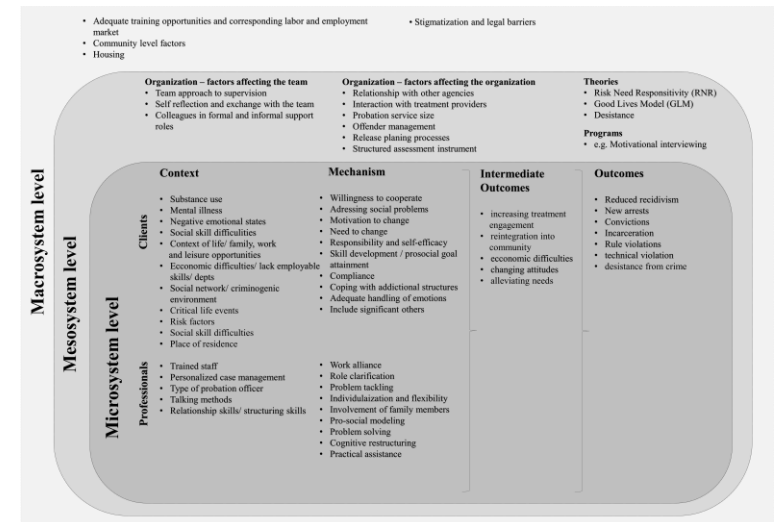 • Adequate training opportunities and corresponding labor and employment
market
• Community level factors
• Housing
• Stigmatization and legal barriers
Organization – factors affecting the team
• Team approach to supervision
• Self reflection and exchange with the team
• Colleagues in formal and informal support
roles
Organization – factors affecting the organization
• Relationship with other agencies
• Interaction with treatment providers
• Probation service size
• Offender management
• Release planing processes
• Structured assessment instrument
Theories
• Risk Need Responsitivity (RNR)
• Good Lives Model (GLM)
• Desistance
Programs
• e.g. Motivational interviewing
Macrosystem level
Mesosystem level
Microsystem level
Context
Clients
• Substance use
• Mental illness
• Negative emotional states
• Social skill difficulities
• Context of life/ family, work
and leisure opportunities
• Ecconomic difficulties/ lack employable
skills/ depts
• Social network/ criminogenic
environment
• Critical life events
• Risk factors
• Social skill difficulties
• Place of residence
Professionals
• Trained staff
• Personalized case management
• Type of probation officer
• Talking methods
• Relationship skills/ structuring skills
Mechanism
• Willingness to cooperate
• Adressing social problems
• Motivation to change
• Need to change
• Responsibility and self-efficacy
• Skill development / prosocial goal
attainment
• Compliance
• Coping with addictional structures
• Adequate handling of emotions
• Include significant others
• Work alliance
• Role clarification
• Problem tackling
• Individulaization and flexibility
• Involvement of family members
• Pro-social modeling
• Problem solving
• Cognitive restructuring
• Practical assistance
Intermediate
Outcomes
• increasing treatment
engagement
• reintegration into
community
• ecconomic difficulties
• changing attitudes
• alleviating needs
Outcomes
• Reduced recidivism
• New arrests
• Convictions
• Incarceration
• Rule violations
• technical violation
• desistance from crime